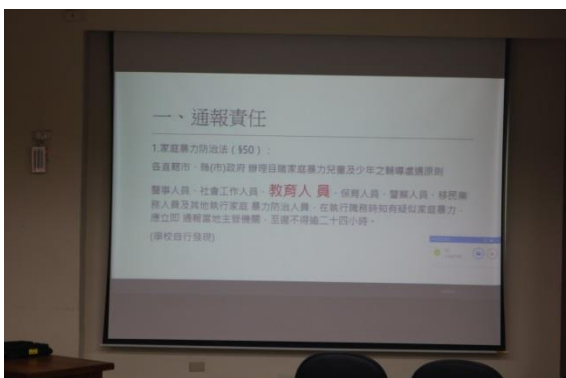 一、通報責任
1.家庭暴力防治法（§50）：
各直轄市、縣(市)政府 辦理目睹家庭暴力兒童及少年之輔導處遇原則
醫事人員、社會工作人員、教育人 員、保育人員、警察人員、移民業
務人員及其他執行家庭 暴力防治人員，在執行職務時知有疑似家庭暴力，
應立即 通報當地主管機關，至遲不得逾二十四小時。
(學校自行發現)